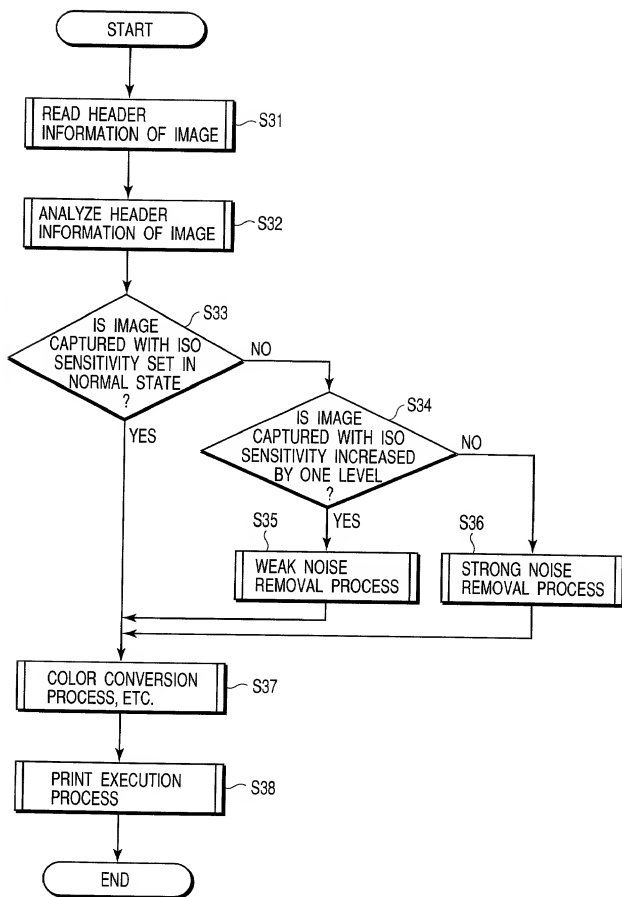 START
READ HEADER
INFORMATION OF IMAGE
S31
ANALYZE HEADER
INFORMATION OF IMAGE
S32
S33
IS IMAGE
CAPTURED WITH ISO
SENSITIVITY SET IN
NORMAL STATE
?
NO
YES
S34
IS IMAGE
CAPTURED WITH ISO
SENSITIVITY INCREASED
BY ONE LEVEL
?
NO
YES
S35
WEAK NOISE
REMOVAL PROCESS
S36
STRONG NOISE
REMOVAL PROCESS
COLOR CONVERSION
PROCESS, ETC.
S37
PRINT EXECUTION
PROCESS
S38
END